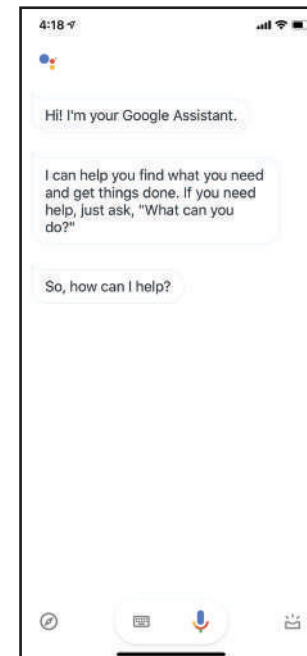 4:18
Hi! I'm your Google Assistant.
I can help you find what you need
and get things done. If you need
help, just ask, "What can you
do?"
So, how can I help?